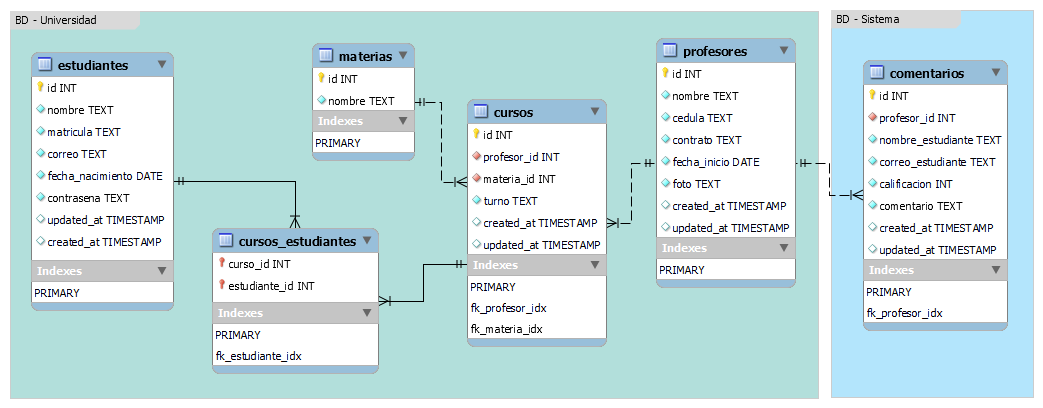 BD - Universidad
estudiantes
id INT
nombre TEXT
matricula TEXT
correo TEXT
fecha_nacimiento DATE
contrasena TEXT
updated_at TIMESTAMP
created_at TIMESTAMP
Indexes
PRIMARY
materias
id INT
nombre TEXT
Indexes
PRIMARY
cursos_estudiantes
curso_id INT
estudiante_id INT
Indexes
PRIMARY
fk_estudiante_idx
cursos
id INT
profesor_id INT
materia_id INT
turno TEXT
created_at TIMESTAMP
updated_at TIMESTAMP
Indexes
PRIMARY
fk_profesor_idx
fk_materia_idx
profesores
id INT
nombre TEXT
cedula TEXT
contrato TEXT
fecha_inicio DATE
foto TEXT
created_at TIMESTAMP
updated_at TIMESTAMP
Indexes
PRIMARY
BD - Sistema
comentarios
id INT
profesor_id INT
nombre_estudiante TEXT
correo_estudiante TEXT
calificacion INT
comentario TEXT
created_at TIMESTAMP
updated_at TIMESTAMP
Indexes
PRIMARY
fk_profesor_idx